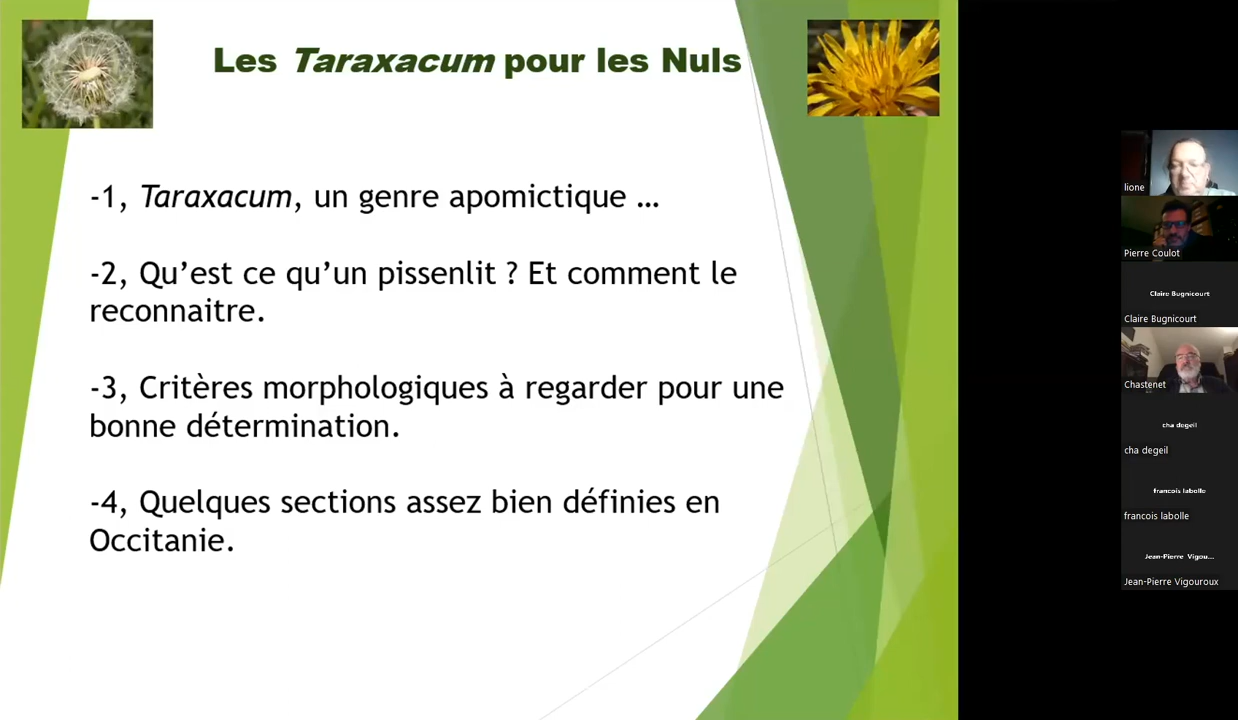 Les Taraxacum pour les Nuls
-1, Taraxacum, un genre apomictique ...
-2, Qu'est ce qu'un pissenlit ? Et comment le
reconnaitre.
-3, Critères morphologiques à regarder pour une
bonne détermination.
-4, Quelques sections assez bien définies en
Occitanie.
lione
Pierre Coulot
Claire Bugnicourt
Claire Bugnicourt
Chastenet
cha degeil
cha degeil
francois labolle
francois labolle
Jean-Pierre Vigou...
Jean-Pierre Vigouroux